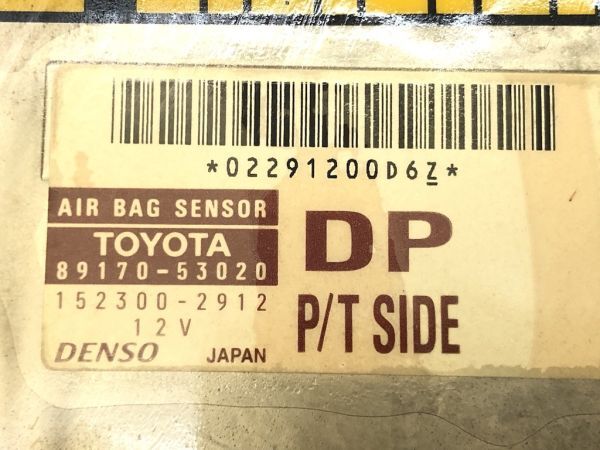 *02291200D6Z*
AIR BAG SENSOR
TOYOTA
89170-53020
152300-2912
12V
DENSO JAPAN
DP
P/T SIDE